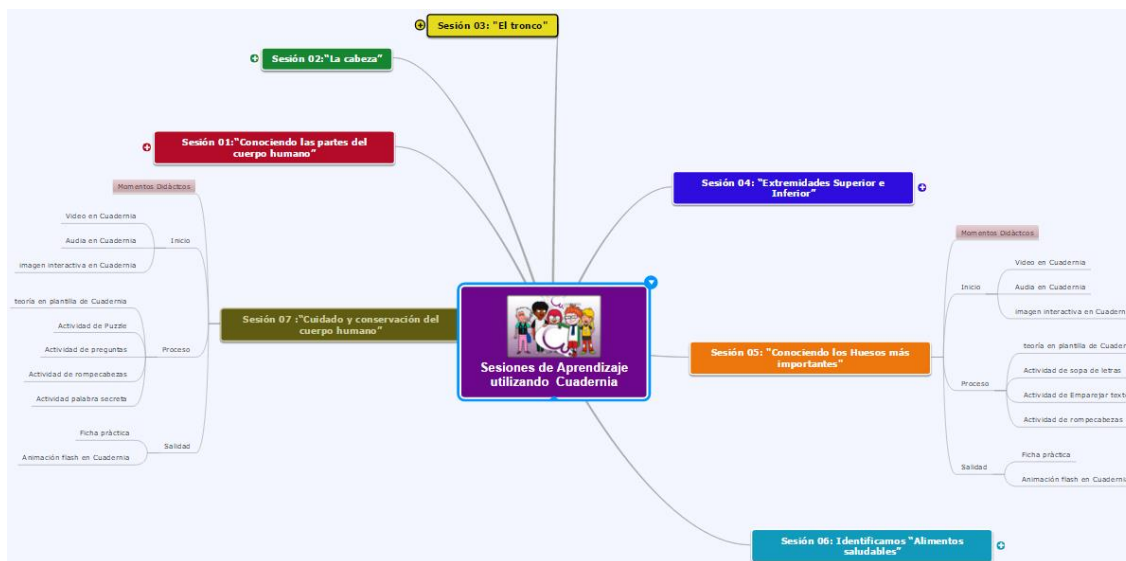 Sesión 03: "El tronco"
Sesión 02:"La cabeza"
Sesión 01:"Conociendo las partes del
cuerpo humano"
Momentos Didáctcos
Video en Cuadernia
Audia en Cuadernia
imagen interactiva en Cuadernia
Inicio
teoría en plantilla de Cuadernia
Actividad de Puzzle
Actividad de preguntas
Actividad de rompecabezas
Actividad palabra secreta
Proceso
Ficha pràctica
Animación flash en Cuadernia
Salidad
Sesión 07 :"Cuidado y conservación del
cuerpo humano"
Sesiones de Aprendizaje
utilizando Cuadernia
Sesión 04: "Extremidades Superior e
Inferior"
Sesión 05: "Conociendo los Huesos más
importantes"
Momentos Didáctcos
Inicio
Video en Cuadernia
Audia en Cuadernia
imagen interactiva en Cuadern
Proceso
teoría en plantilla de Cuader
Actividad de sopa de letras
Actividad de Emparejar text
Actividad de rompecabezas
Salidad
Ficha pràctica
Animación flash en Cuadernia
Sesión 06: Identificamos "Alimentos
saludables"